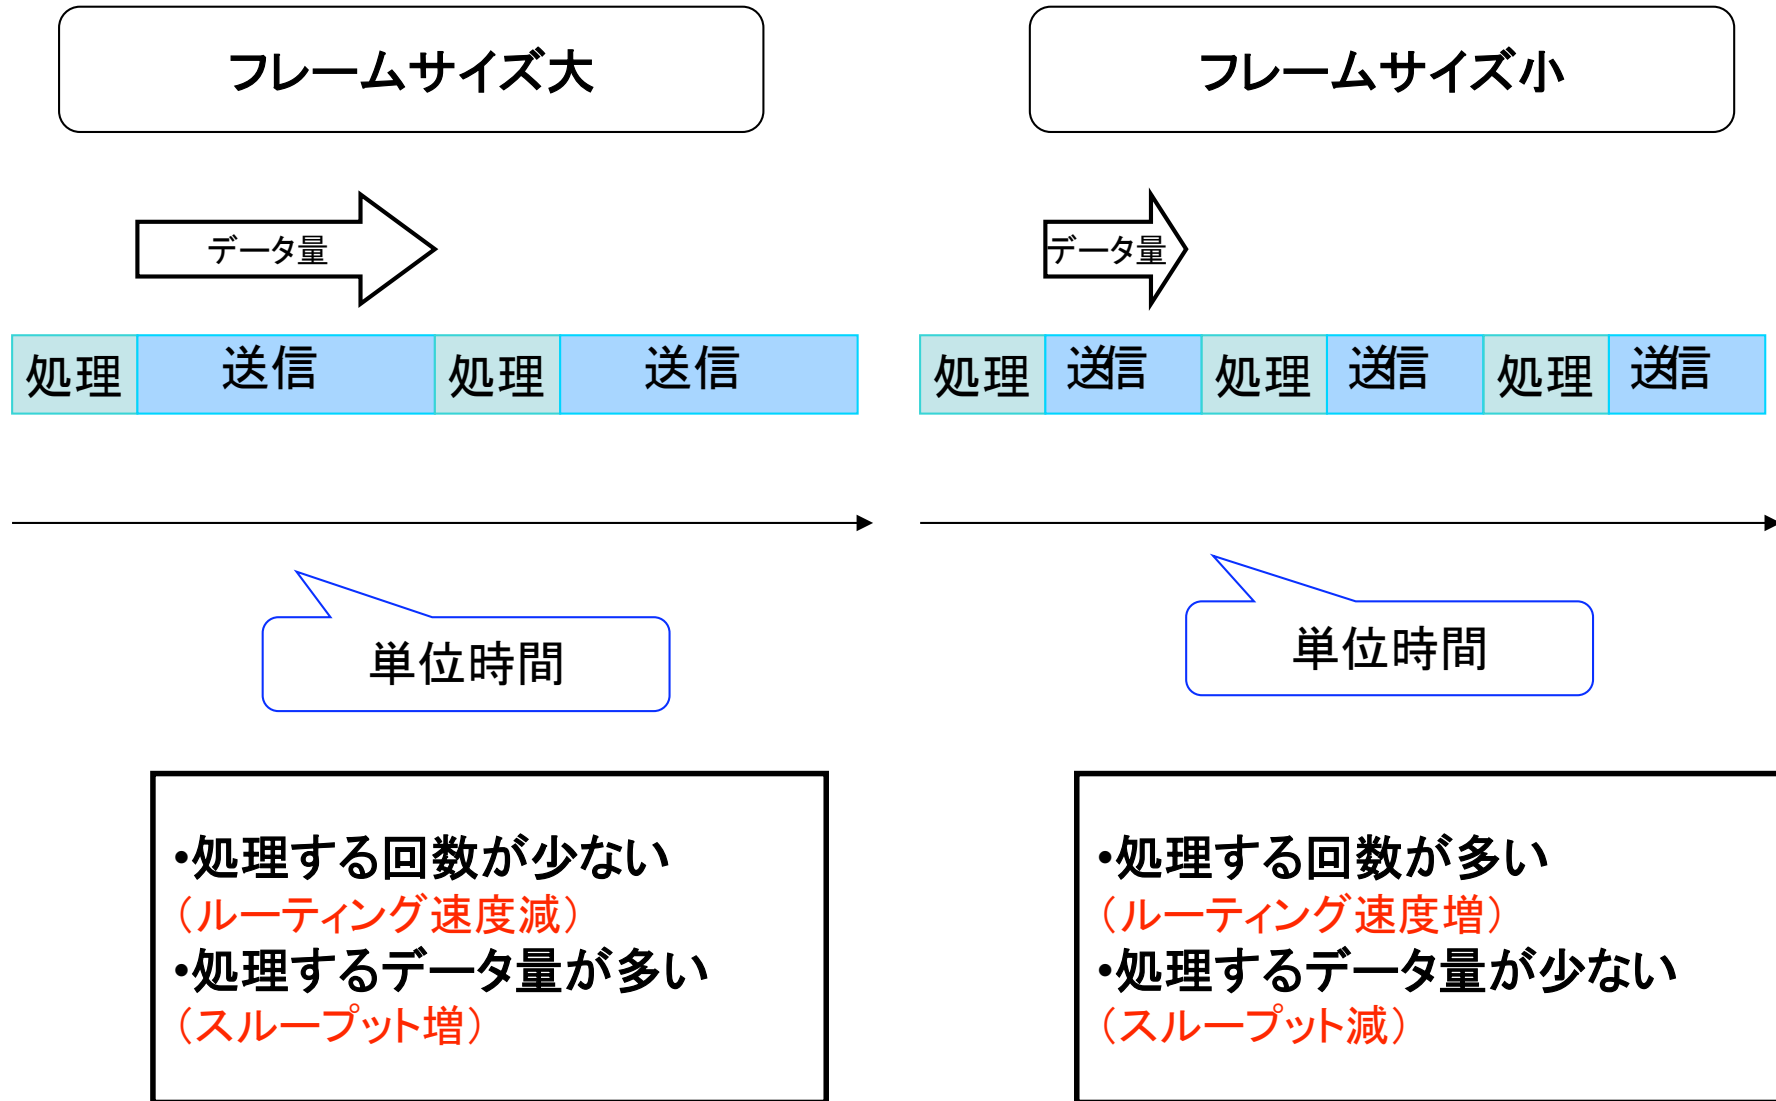 フレームサイズ大
フレームサイズ小
データ量
データ量
処理 送信 処理 送信
処理 送信 処理 送信 処理 送信
単位時間
単位時間
•処理する回数が少ない
（ルーティング速度減）
•処理するデータ量が多い
（スループット増）
•処理する回数が多い
（ルーティング速度増）
•処理するデータ量が少ない
（スループット減）